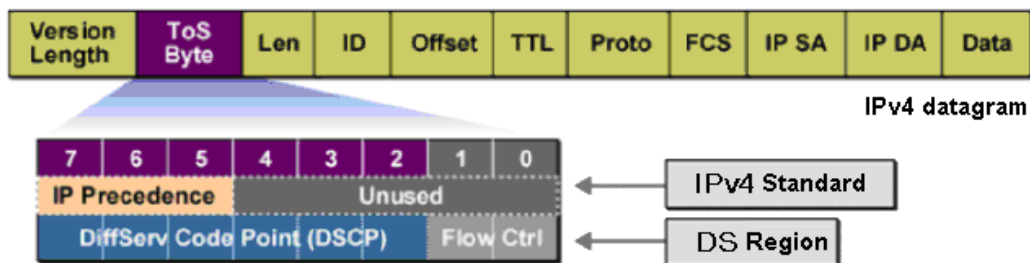 Version Length ToS Byte Len ID Offset TTL Proto FCS IP SA IP DA Data
IPv4 datagram
7 6 5 4 3 2 1 0
IP Precedence Unused
IPv4 Standard
DiffServ Code Point (DSCP) Flow Ctrl
DS Region